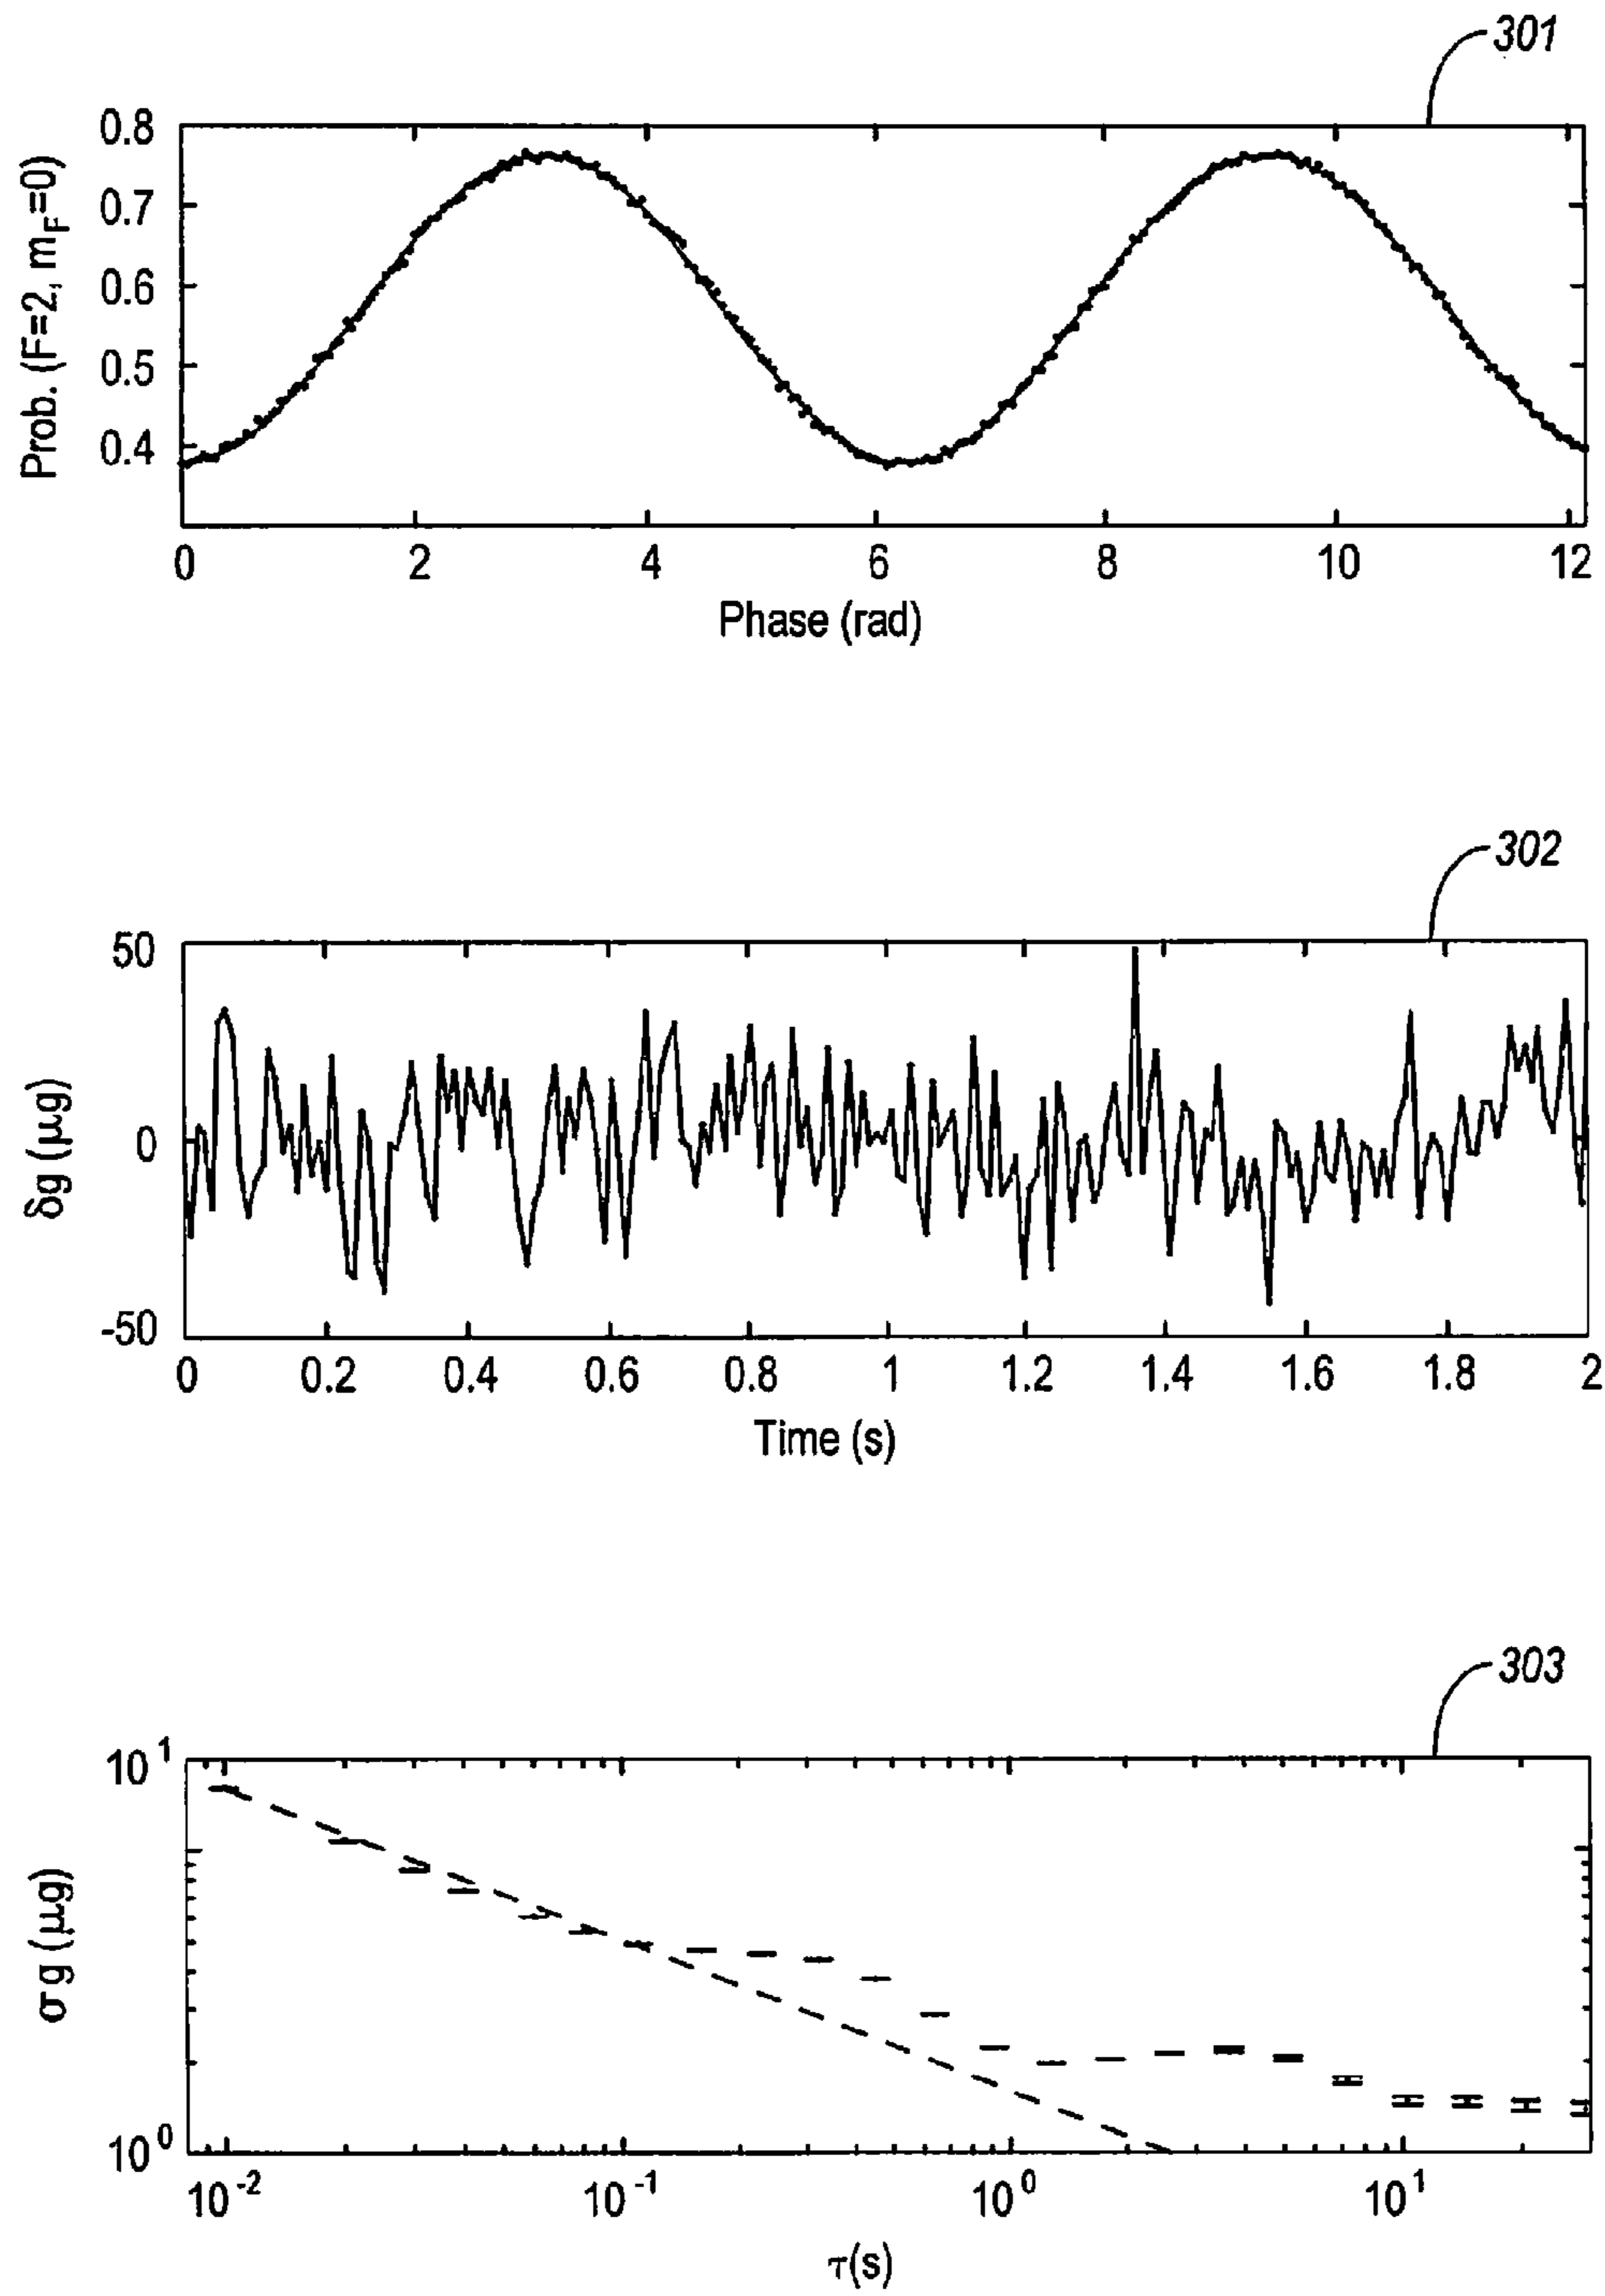 301
0.8
0.7
0.6
0.5
0.4
Prob. (F=2, mF=0)
0 2 4 6 8 10 12
Phase (rad)
302
50
0
-50
δg (μg)
0 0.2 0.4 0.6 0.8 1 1.2 1.4 1.6 1.8 2
Time (s)
303
10^1
10^0
σg (μg)
10^-2 10^-1 10^0 10^1
τ(s)